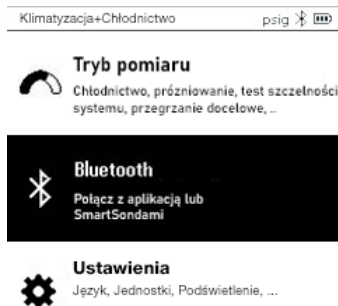 Klimatyzacja+Chłodnictwo psig
Tryb pomiaru
Chłodnictwo, próżniowanie, test szczelności
systemu, przegrzanie docelowe, ..
Bluetooth
Połącz z aplikacją lub
SmartSondami
Ustawienia
Język, Jednostki, Podświetlenie, ...